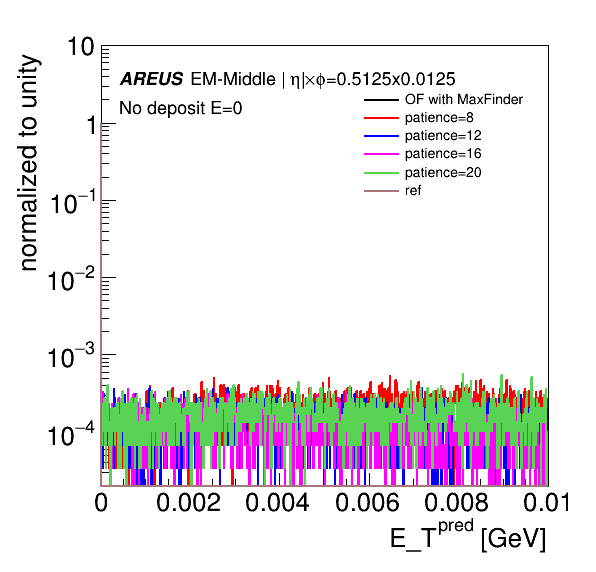 AREUS EM-Middle | η|×ϕ=0.5125x0.0125
No deposit E=0
OF with MaxFinder
patience=8
patience=12
patience=16
patience=20
ref
normalized to unity
10
1
10⁻¹
10⁻²
10⁻³
10⁻⁴
0 0.002 0.004 0.006 0.008 0.01
E_T^pred [GeV]